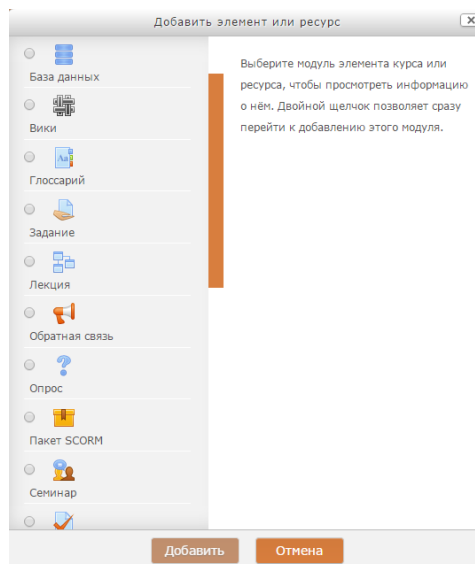 Добавить элемент или ресурс
База данных
Вики
Глоссарий
Задание
Лекция
Обратная связь
Опрос
Пакет SCORM
Семинар
Выберите модуль элемента курса или
ресурса, чтобы просмотреть информацию
о нём. Двойной щелчок позволяет сразу
перейти к добавлению этого модуля.
Добавить
Отмена